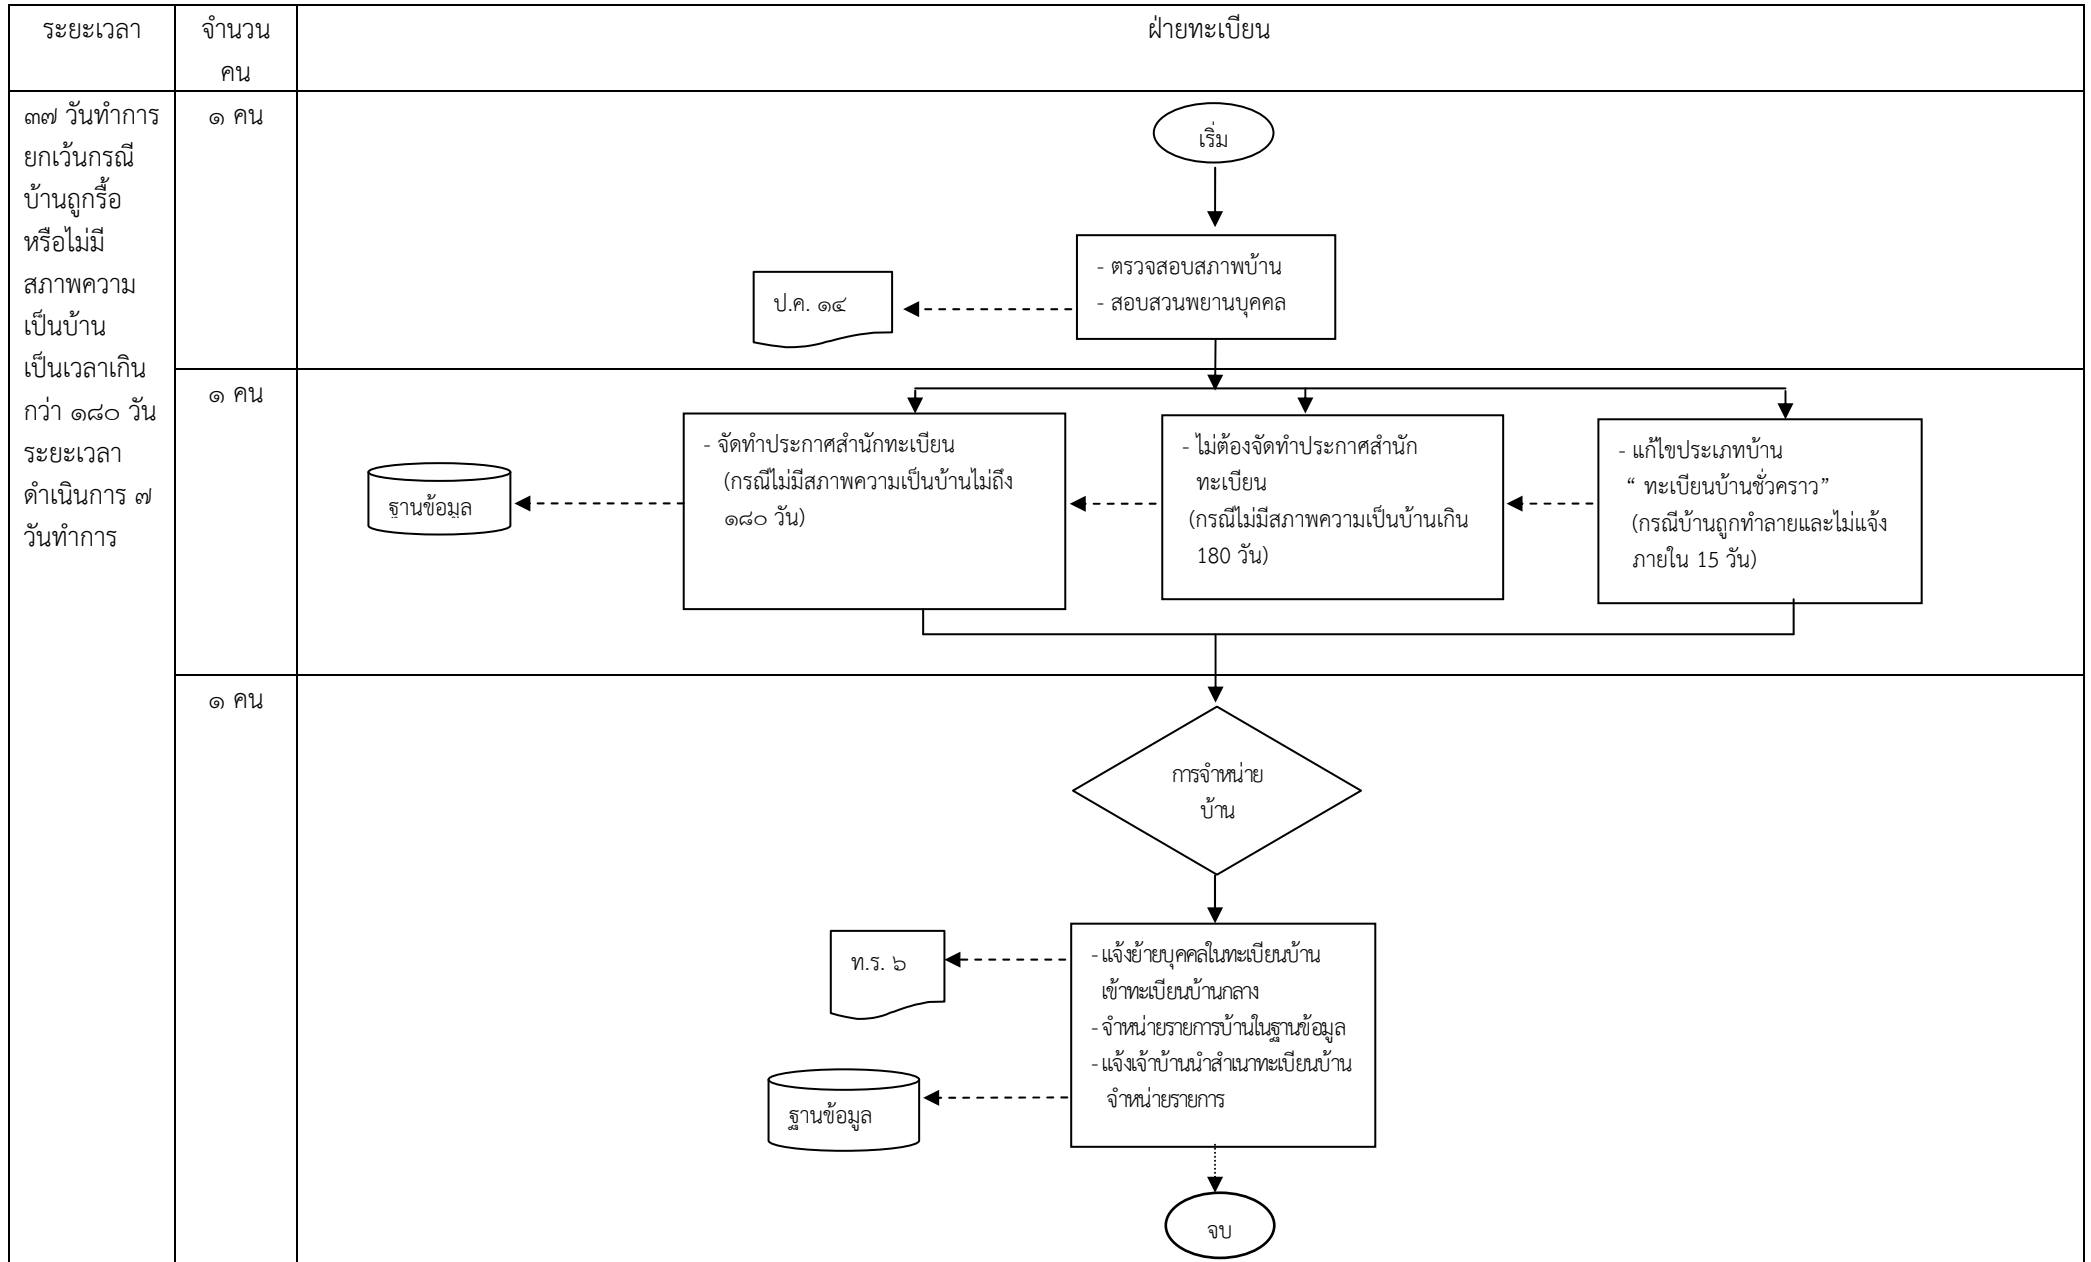 ระยะเวลา
จำนวน
คน
ฝ่ายทะเบียน
๓๗ วันทำการ
ยกเว้นกรณี
บ้านถูกรื้อ
หรือไม่มี
สภาพความ
เป็นบ้าน
เป็นเวลาเกิน
กว่า ๑๘๐ วัน
ระยะเวลา
ดำเนินการ ๗
วันทำการ
๑ คน
เริ่ม
- ตรวจสอบสภาพบ้าน
- สอบสวนพยานบุคคล
ป.ค. ๑๔
๑ คน
- จัดทำประกาศสำนักทะเบียน
(กรณีไม่มีสภาพความเป็นบ้านไม่ถึง
๑๘๐ วัน)
- ไม่ต้องจัดทำประกาศสำนัก
ทะเบียน
(กรณีไม่มีสภาพความเป็นบ้านเกิน
180 วัน)
- แก้ไขประเภทบ้าน
“ ทะเบียนบ้านชั่วคราว”
(กรณีบ้านถูกทำลายและไม่แจ้ง
ภายใน 15 วัน)
ฐานข้อมูล
๑ คน
การจำหน่าย
บ้าน
- แจ้งย้ายบุคคลในทะเบียนบ้าน
เข้าทะเบียนบ้านกลาง
- จำหน่ายรายการบ้านในฐานข้อมูล
- แจ้งเจ้าบ้านนำสำเนาทะเบียนบ้าน
จำหน่ายรายการ
ท.ร. ๖
ฐานข้อมูล
จบ